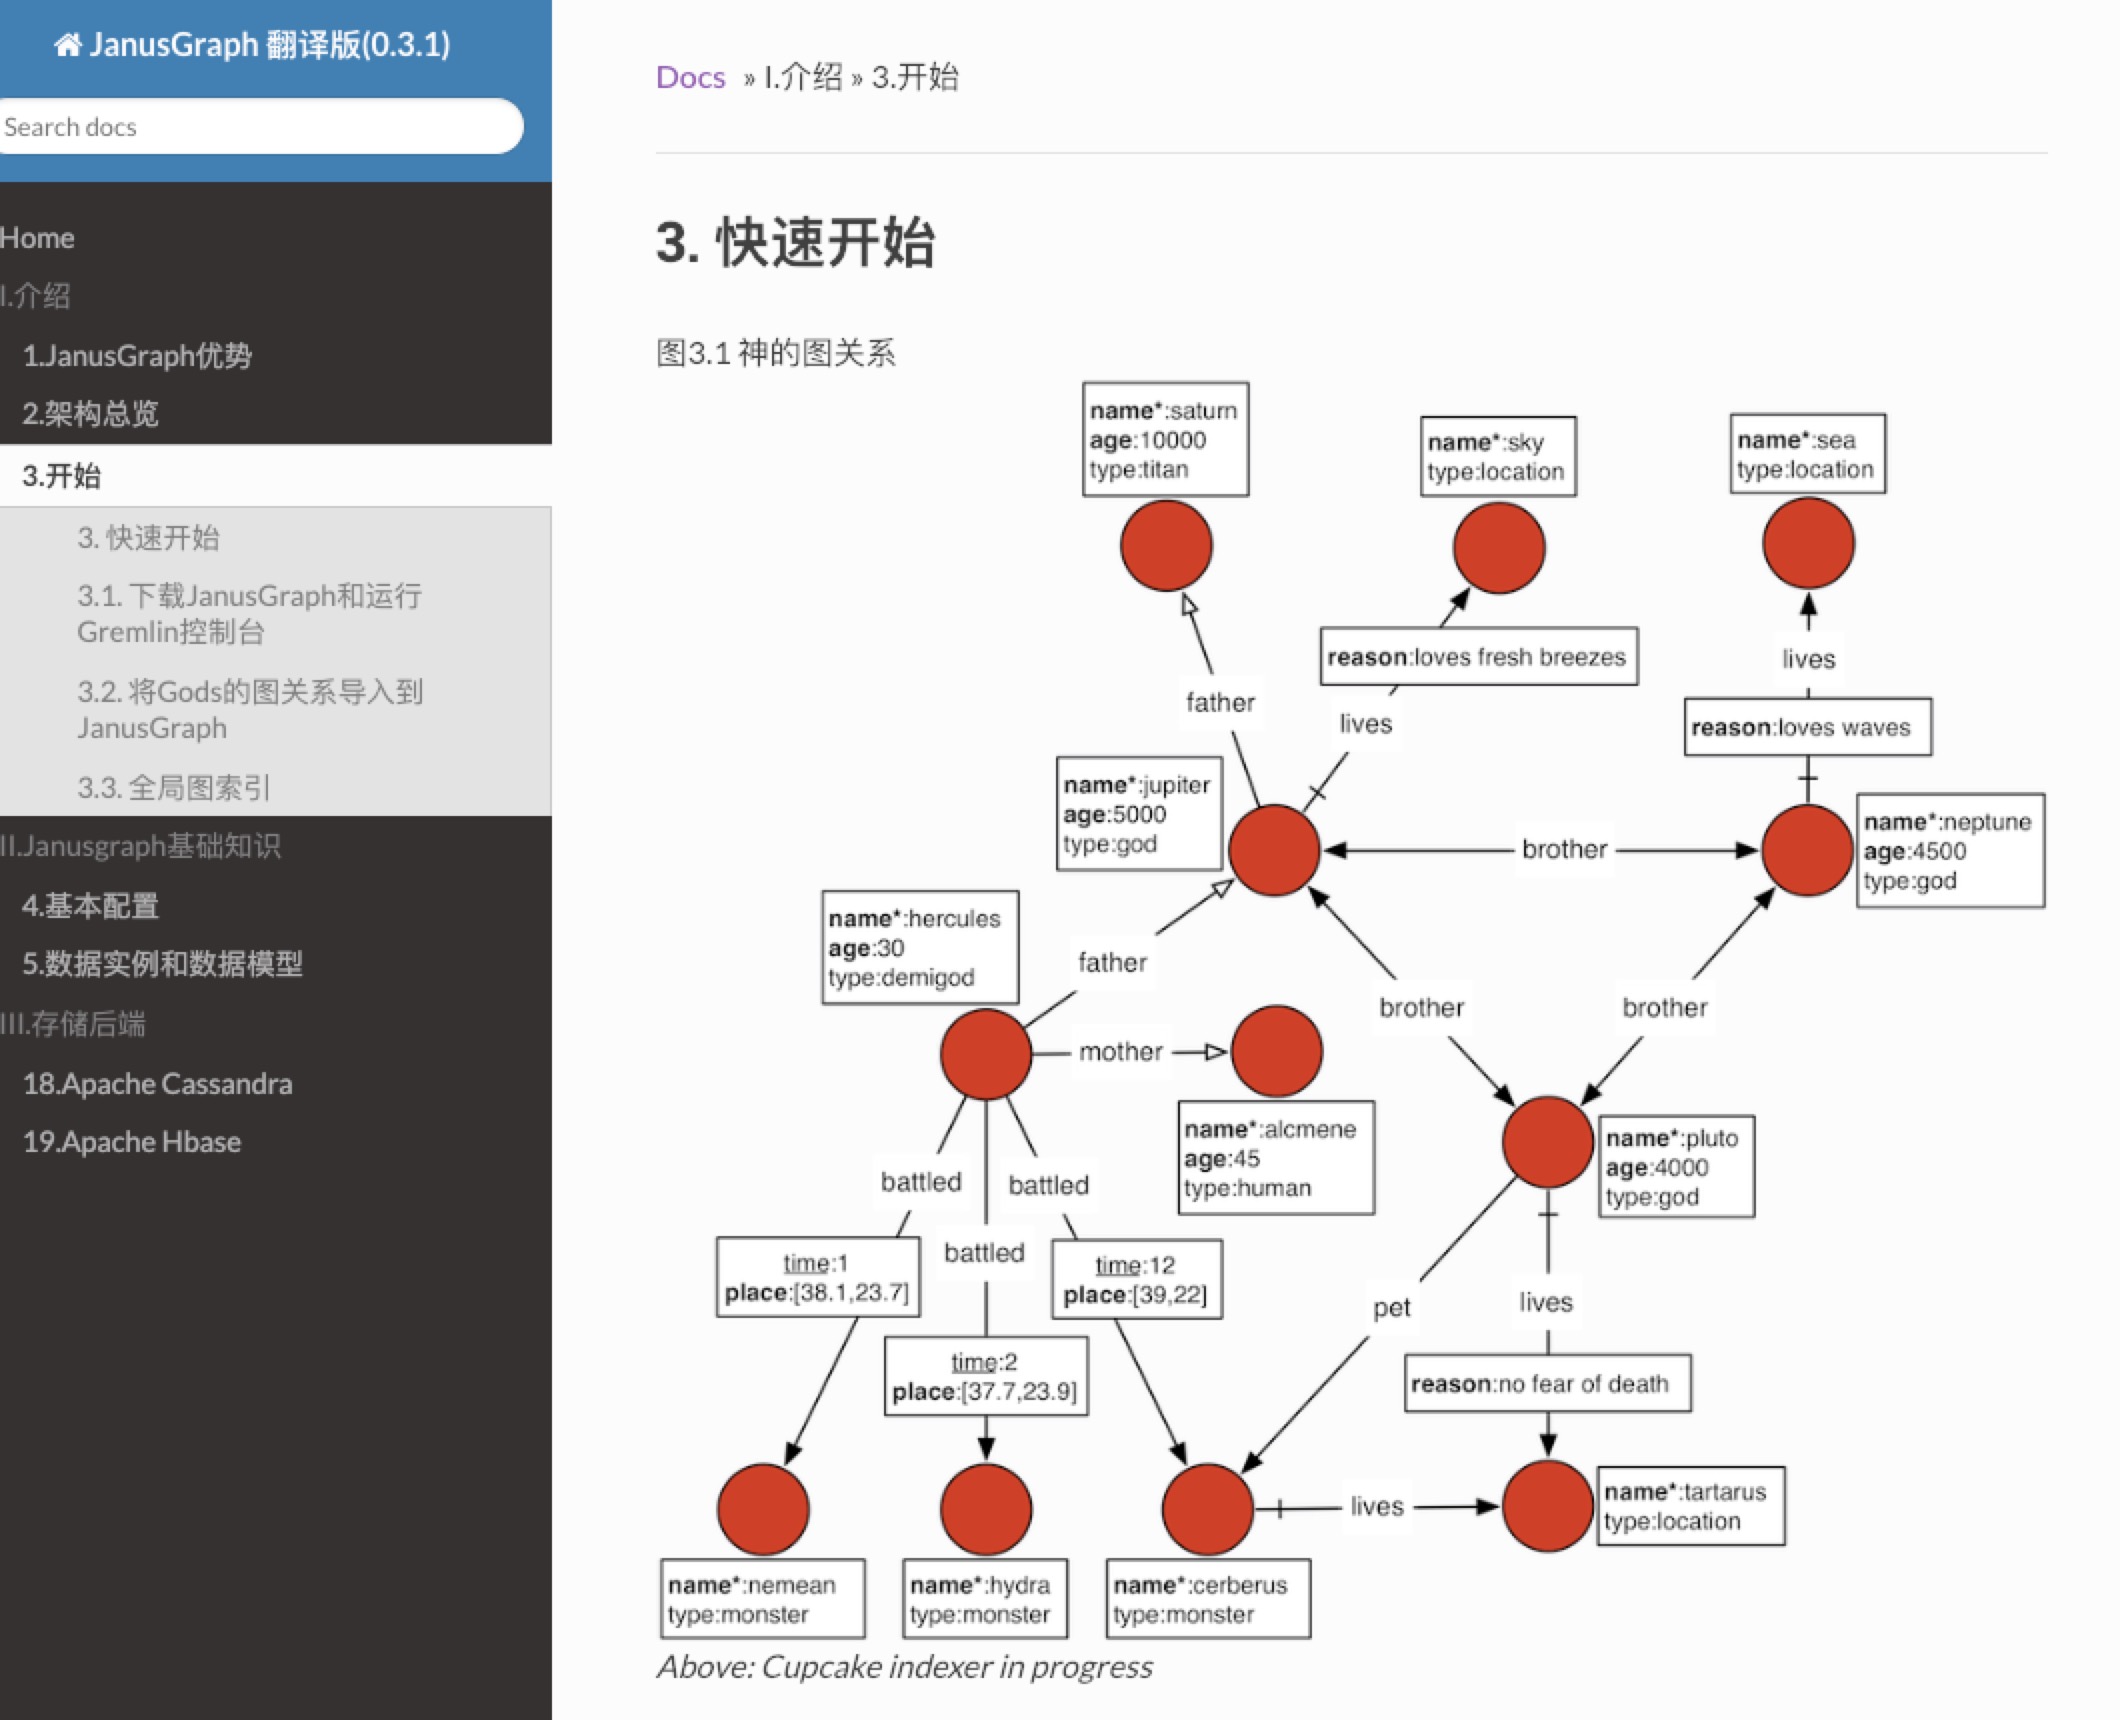 JanusGraph 翻译版(0.3.1)
Search docs
Home
I.介绍
1.JanusGraph优势
2.架构总览
3.开始
3. 快速开始
3.1. 下载JanusGraph和运行
Gremlin控制台
3.2. 将Gods的图关系导入到
JanusGraph
3.3. 全局图索引
II.Janusgraph基础知识
4.基本配置
5.数据实例和数据模型
III.存储后端
18.Apache Cassandra
19.Apache Hbase
Docs » I.介绍 » 3.开始
3. 快速开始
图3.1 神的图关系
name*:saturn
age:10000
type:titan
name*:sky
type:location
name*:sea
type:location
reason:loves fresh breezes
lives
father
lives
reason:loves waves
name*:jupiter
age:5000
type:god
brother
name*:neptune
age:4500
type:god
name*:hercules
age:30
type:demigod
father
brother
brother
mother
name*:alcmene
age:45
type:human
name*:pluto
age:4000
type:god
battled
battled
battled
time:1
place:[38.1,23.7]
time:12
place:[39,22]
pet
lives
time:2
place:[37.7,23.9]
reason:no fear of death
lives
name*:tartarus
type:location
name*:nemean
type:monster
name*:hydra
type:monster
name*:cerberus
type:monster
Above: Cupcake indexer in progress